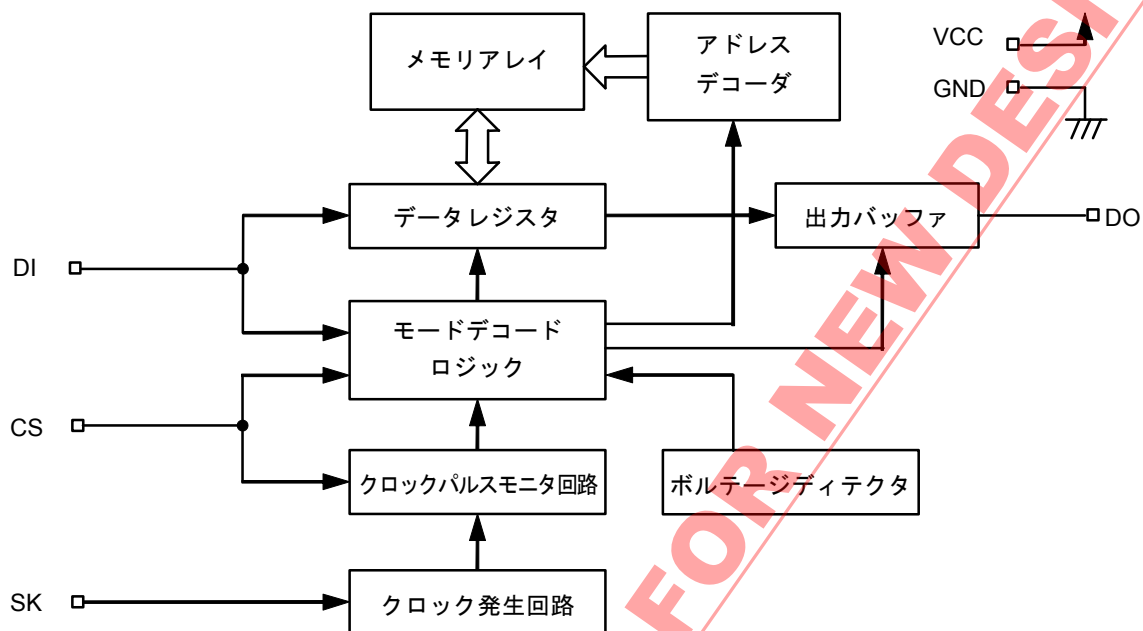 メモリアレイ
アドレス
デコーダ
VCC
GND
データレジスタ
出力バッファ
DO
DI
モードデコード
ロジック
CS
クロックパルスモニタ回路
ボルテージディテクタ
SK
クロック発生回路
FOR NEW DESI